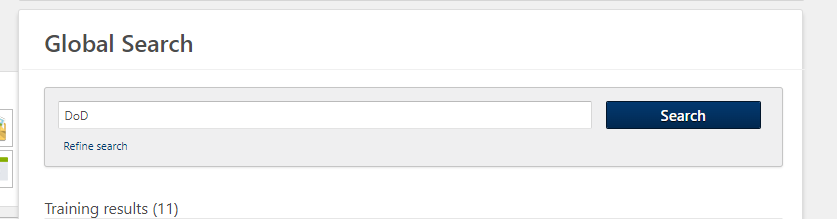 Global Search
DoD
Search
Refine search
Training results (11)